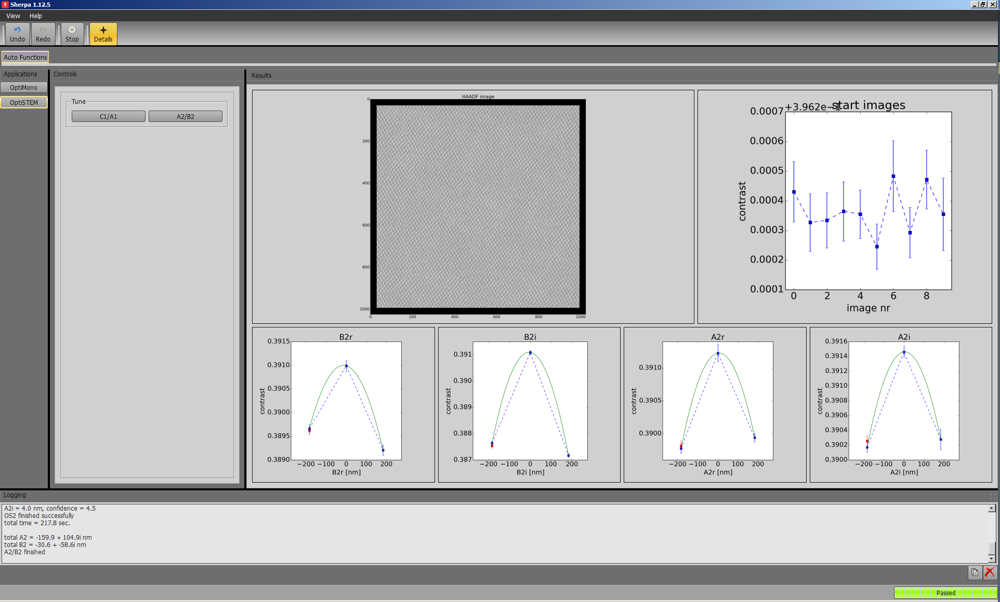 Sherpa 1.12.5
View Help
Undo Redo Stop Details
Auto Functions
Applications
OptiMono
OptiSTEM
Controls
Tune
C1/A1 A2/B2
Results
HAADF image
0
200
400
600
800
1000
0 200 400 600 800 1000
+3.962e−1
start images
0.0007
0.0006
0.0005
0.0004
0.0003
0.0002
0.0001
contrast
0 2 4 6 8
image nr
B2r
0.3915
0.3910
0.3905
0.3900
0.3895
0.3890
contrast
−200 −100 0 100 200
B2r [nm]
B2i
0.391
0.390
0.389
0.388
0.387
contrast
−200 −100 0 100 200
B2i [nm]
A2r
0.3910
0.3905
0.3900
contrast
−200 −100 0 100 200
A2r [nm]
A2i
0.3916
0.3914
0.3912
0.3910
0.3908
0.3906
0.3904
0.3902
0.3900
contrast
−200 −100 0 100 200
A2i [nm]
Logging
A2i = 4.0 nm, confidence = 4.5
OS2 finished successfully
total time = 217.8 sec.
total A2 = -159.9 + 104.9i nm
total B2 = -30.6 + -58.6i nm
A2/B2 finished
Passed